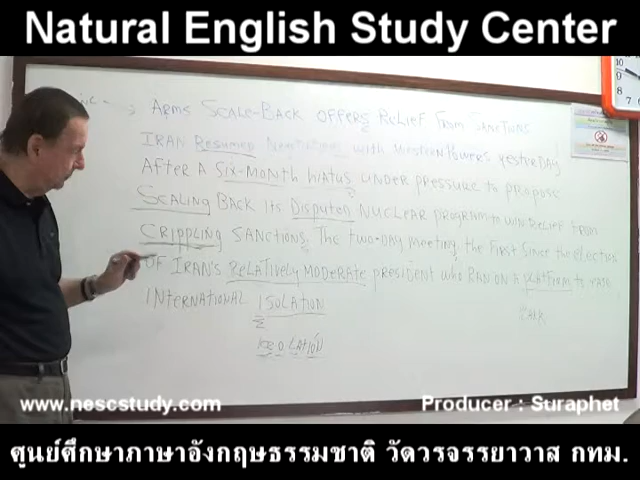 Natural English Study Center
Arms Scale-Back offers Relief From Sanctions
Iran Resumed Negotiations with Western Powers yesterday
After a six-month hiatus under pressure to propose
Scaling Back its Disputed nuclear program to win relief from
crippling sanctions. The two-day meeting, the first since the election
of Iran's Relatively moderate president who ran on a platform to ease
International Isolation
www.nescstudy.com
Producer : Suraphet
ศูนย์ศึกษาภาษาอังกฤษธรรมชาติ วัดวรจรรยาวาส กทม.